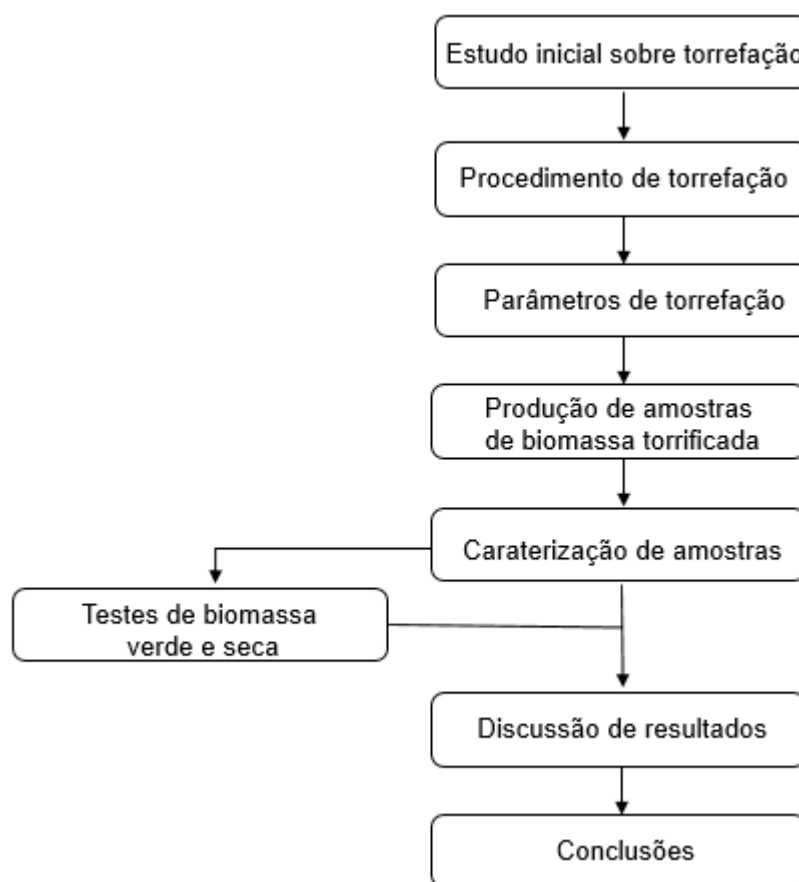 Estudo inicial sobre torrefação
Procedimento de torrefação
Parâmetros de torrefação
Produção de amostras
de biomassa torrificada
Caraterização de amostras
Testes de biomassa
verde e seca
Discussão de resultados
Conclusões